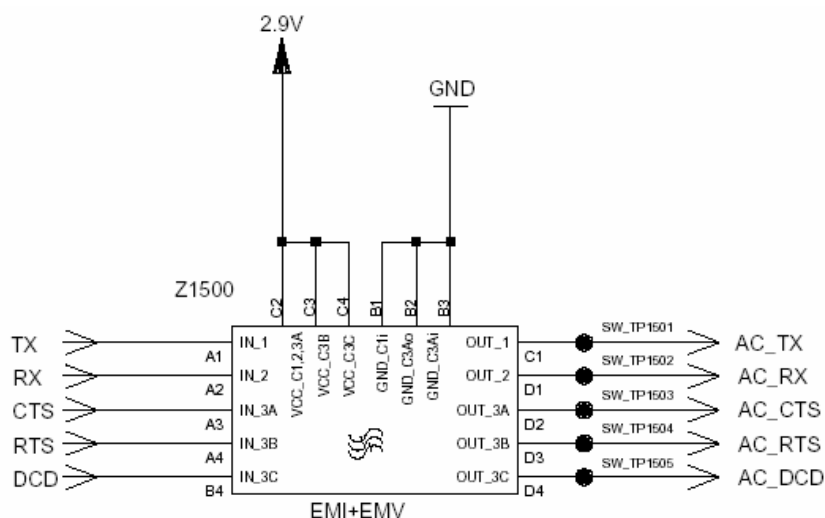 2.9V
GND
Z1500
C2 C3 C4 B1 B2 B3
VCC_C1,2,3A VCC_C3B VCC_C3C GND_C1i GND_C3Ao GND_C3Ai
TX IN_1 OUT_1 SW_TP1501 AC_TX
A1 C1
RX IN_2 OUT_2 SW_TP1502 AC_RX
A2 D1
CTS IN_3A OUT_3A SW_TP1503 AC_CTS
A3 D2
RTS IN_3B OUT_3B SW_TP1504 AC_RTS
A4 D3
DCD IN_3C OUT_3C SW_TP1505 AC_DCD
B4 D4
EMI+EMV